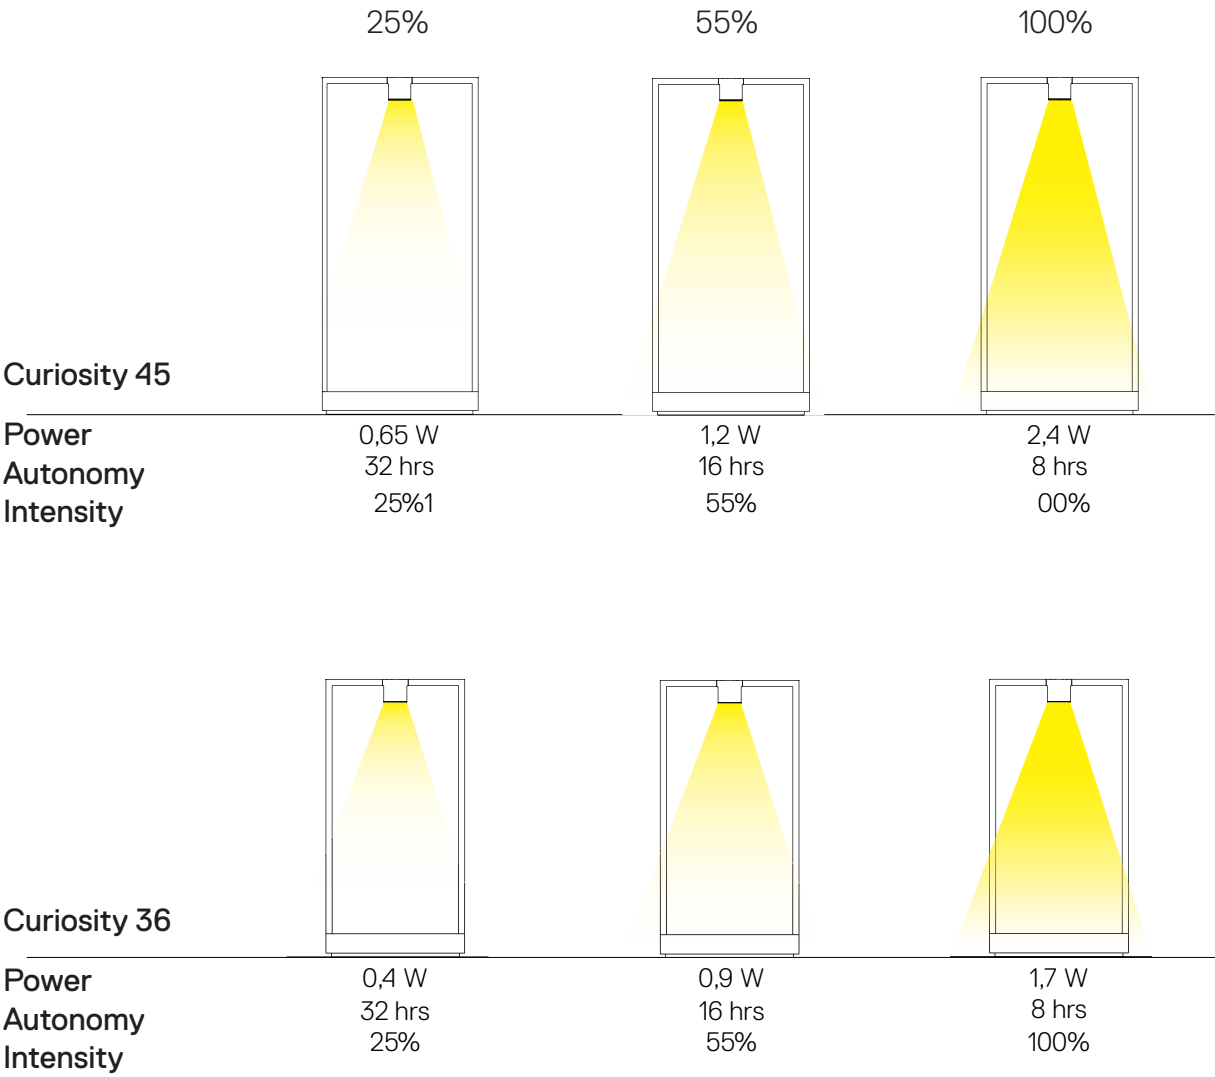 25% 55% 100%
Curiosity 45
Power 0,65 W 1,2 W 2,4 W
Autonomy 32 hrs 16 hrs 8 hrs
Intensity 25%1 55% 00%
Curiosity 36
Power 0,4 W 0,9 W 1,7 W
Autonomy 32 hrs 16 hrs 8 hrs
Intensity 25% 55% 100%